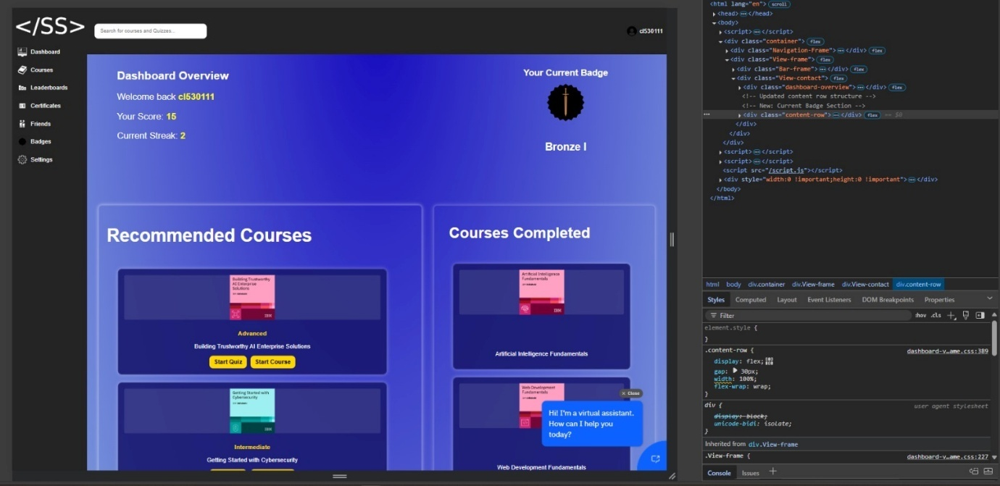 </SS>
Search for courses and Quizzes...
cl530111
Dashboard
Courses
Leaderboards
Certificates
Friends
Badges
Settings
Dashboard Overview
Welcome back cl530111
Your Score: 15
Current Streak: 2
Your Current Badge
Bronze I
Recommended Courses
Building Trustworthy
AI Enterprise
Solutions
IBM
Advanced
Building Trustworthy AI Enterprise Solutions
Start Quiz Start Course
Getting Started with
Cybersecurity
IBM
Intermediate
Getting Started with Cybersecurity
Courses Completed
Artificial Intelligence
Fundamentals
IBM
Artificial Intelligence Fundamentals
Web Development
Fundamentals
Web Development Fundamentals
× Close
Hi! I'm a virtual assistant.
How can I help you
today?
<html lang="en"> scroll
<head> ⋯ </head>
<body>
<script> ⋯ </script>
<div class="container"> flex
<div class="Navigation-Frame"> ⋯ </div> flex
<div class="View-frame"> flex
<div class="Bar-frame"> ⋯ </div> flex
<div class="View-contact"> flex
<div class="dashboard-overview"> ⋯ </div> flex
<!-- Updated content row structure -->
<!-- New: Current Badge Section -->
<div class="content-row"> ⋯ </div> flex == $0
</div>
</div>
</div>
<script> ⋯ </script>
<script> ⋯ </script>
<script src="/script.js"></script>
<div style="width:0 !important;height:0 !important"> ⋯ </div>
</body>
</html>
html body div.container div.View-frame div.View-contact div.content-row
Styles Computed Layout Event Listeners DOM Breakpoints Properties
Filter :hov .cls
element.style {
}
.content-row { dashboard-v…ame.css:389
display: flex;
gap: 30px;
width: 100%;
flex-wrap: wrap;
}
div { user agent stylesheet
display: block;
unicode-bidi: isolate;
}
Inherited from div.View-frame
.View-frame { dashboard-v…ame.css:227
Console Issues